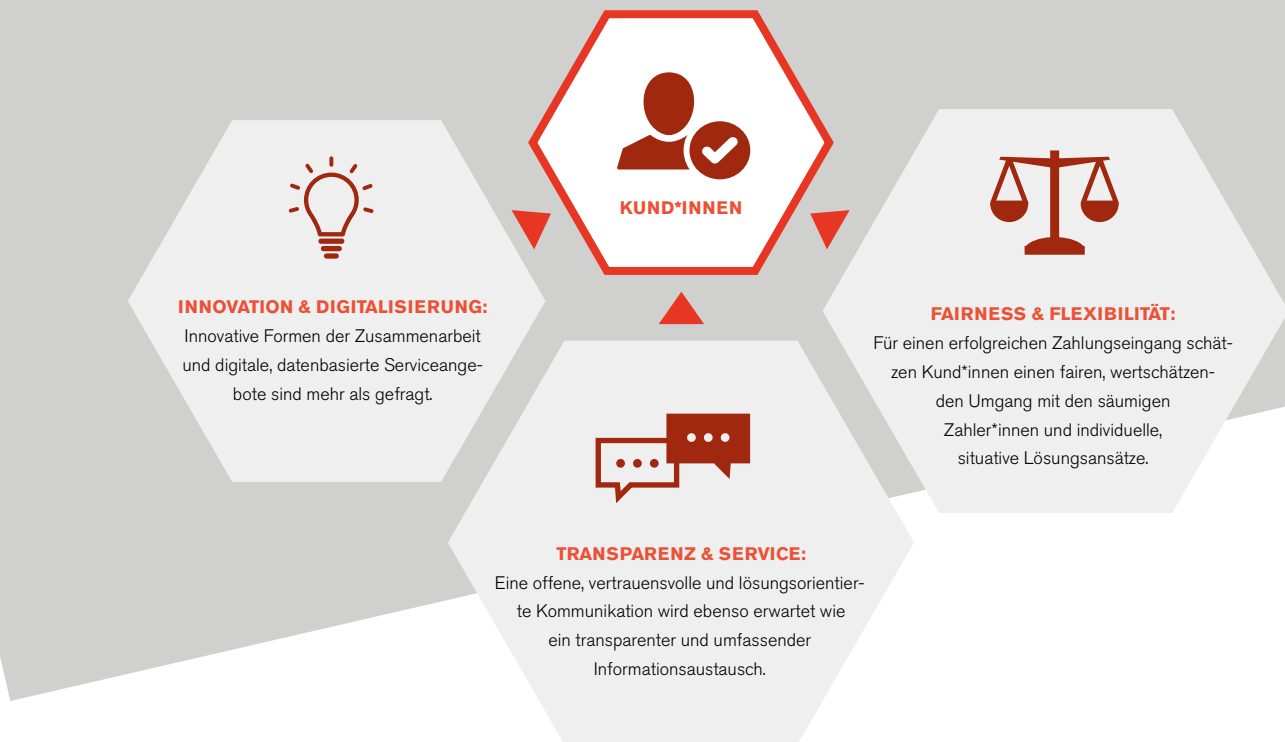 KUND*INNEN
INNOVATION & DIGITALISIERUNG:
Innovative Formen der Zusammenarbeit
und digitale, datenbasierte Serviceange-
bote sind mehr als gefragt.
FAIRNESS & FLEXIBILITÄT:
Für einen erfolgreichen Zahlungseingang schät-
zen Kund*innen einen fairen, wertschätzen-
den Umgang mit den säumigen
Zahler*innen und individuelle,
situative Lösungsansätze.
TRANSPARENZ & SERVICE:
Eine offene, vertrauensvolle und lösungsorientier-
te Kommunikation wird ebenso erwartet wie
ein transparenter und umfassender
Informationsaustausch.